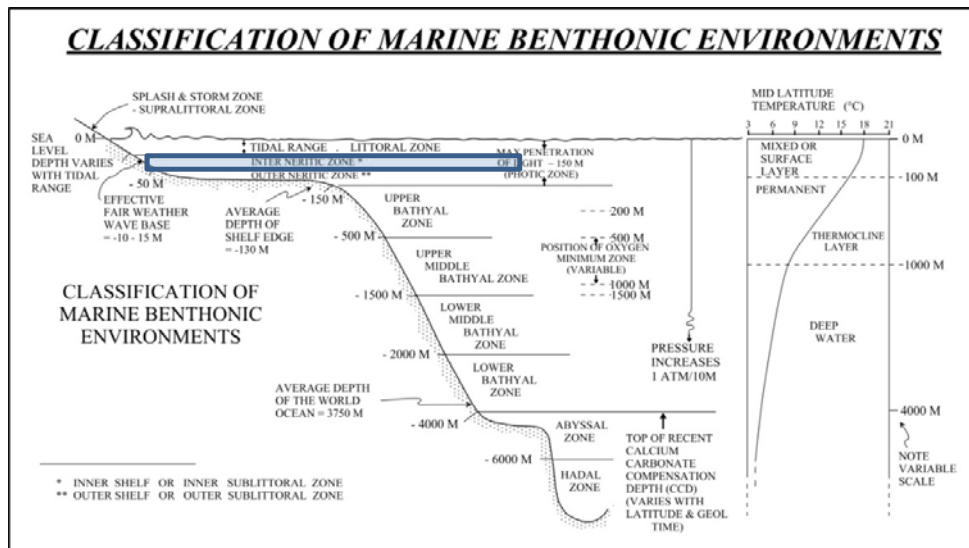 CLASSIFICATION OF MARINE BENTHONIC ENVIRONMENTS
SPLASH & STORM ZONE
- SUPRALITTORAL ZONE
SEA
LEVEL
DEPTH VARIES
WITH TIDAL
RANGE
0 M
TIDAL RANGE . LITTORAL ZONE
INTER NERITIC ZONE *
OUTER NERITIC ZONE **
MAX PENETRATION
OF LIGHT – 150 M
(PHOTIC ZONE)
- 50 M
EFFECTIVE
FAIR WEATHER
WAVE BASE
= -10 - 15 M
AVERAGE
DEPTH OF
SHELF EDGE
= -130 M
- 150 M
- 500 M
- 1500 M
- 2000 M
- 4000 M
- 6000 M
UPPER
BATHYAL
ZONE
UPPER
MIDDLE
BATHYAL ZONE
LOWER
MIDDLE
BATHYAL
ZONE
LOWER
BATHYAL
ZONE
ABYSSAL
ZONE
HADAL
ZONE
200 M
500 M
POSITION OF OXYGEN
MINIMUM ZONE
(VARIABLE)
1000 M
1500 M
PRESSURE
INCREASES
1 ATM/10M
CLASSIFICATION OF
MARINE BENTHONIC
ENVIRONMENTS
AVERAGE DEPTH
OF THE WORLD
OCEAN = 3750 M
TOP OF RECENT
CALCIUM
CARBONATE
COMPENSATION
DEPTH (CCD)
(VARIES WITH
LATITUDE & GEOL
TIME)
* INNER SHELF OR INNER SUBLITTORAL ZONE
** OUTER SHELF OR OUTER SUBLITTORAL ZONE
MID LATITUDE
TEMPERATURE (°C)
3 6 9 12 15 18 21
0 M
MIXED OR
SURFACE
LAYER
100 M
PERMANENT
THERMOCLINE
LAYER
1000 M
DEEP
WATER
4000 M
NOTE
VARIABLE
SCALE